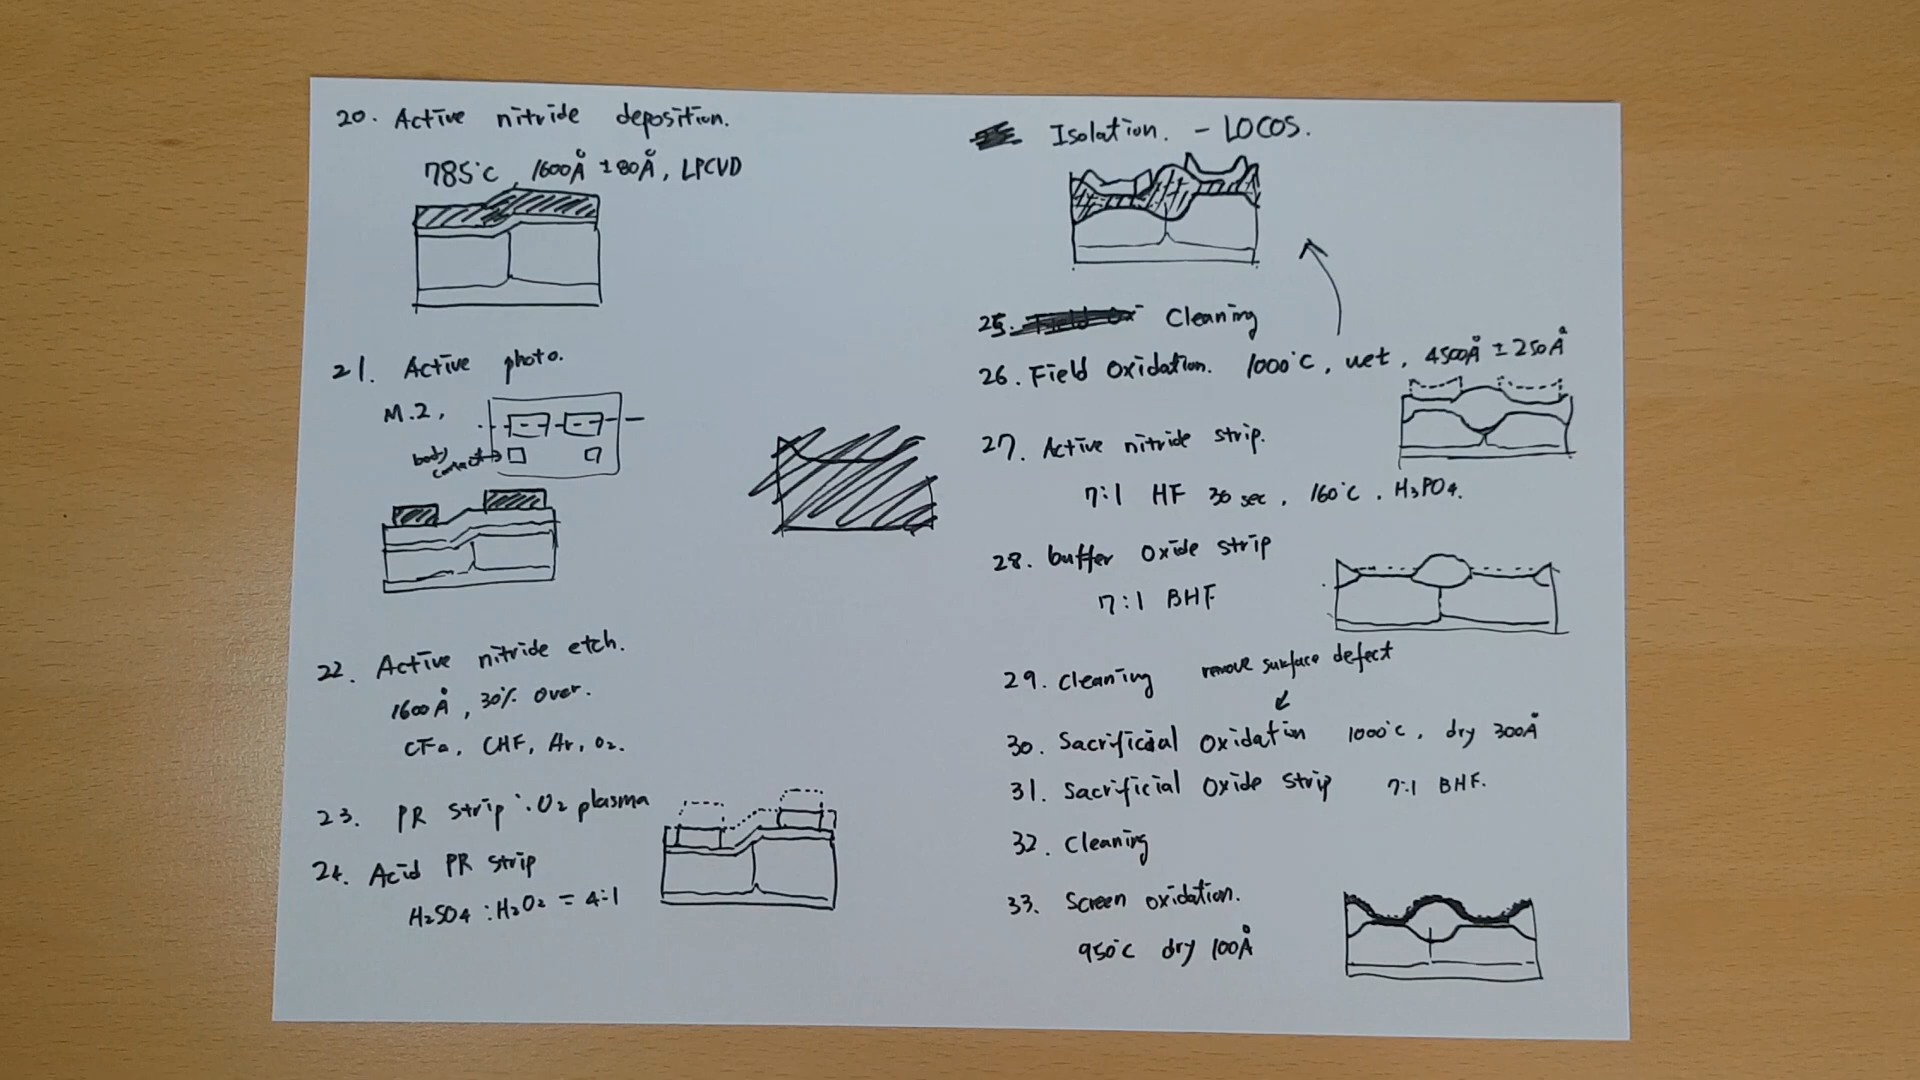 20. Active nitride deposition.
785°C, 1600Å ±80Å, LPCVD
21. Active photo.
M.2,
body
contact
22. Active nitride etch.
1600Å, 30% over.
CF4, CHF, Ar, O2.
23. PR strip : O2 plasma
24. Acid PR strip
H2SO4 : H2O2 = 4:1
Isolation. - LOCOS.
25. Cleaning
26. Field Oxidation. 1000°C, wet, 4500Å ±250Å
27. Active nitride strip.
7:1 HF 30 sec, 160°C, H3PO4.
28. buffer Oxide strip
7:1 BHF
29. Cleaning remove surface defect
30. Sacrificial Oxidation 1000°C, dry 300Å
31. Sacrificial Oxide Strip 7:1 BHF.
32. Cleaning
33. Screen oxidation.
950°C dry 100Å